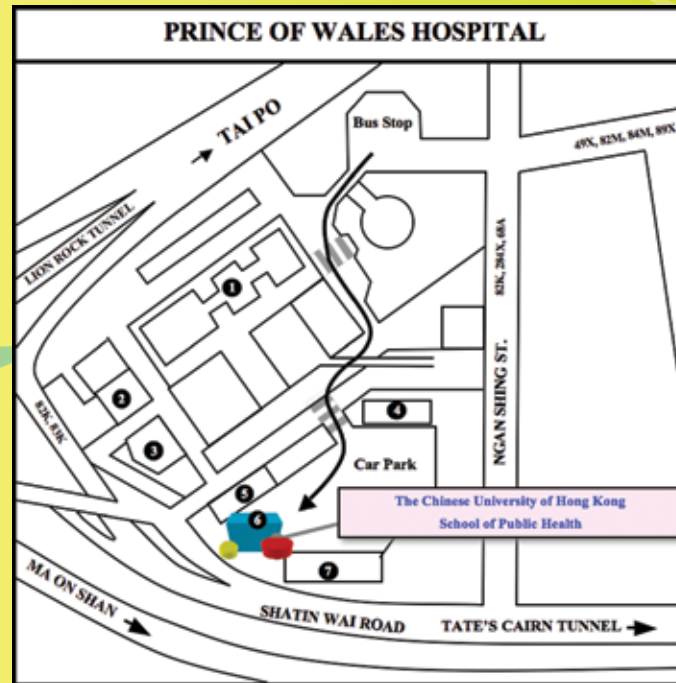 PRINCE OF WALES HOSPITAL
TAI PO
Bus Stop
49X, 82M, 84M, 89X
LION ROCK TUNNEL
82K, 284X, 68A
1
2
82K, 83K
3
4
NGAN SHING ST.
Car Park
5
The Chinese University of Hong Kong
School of Public Health
6
7
MA ON SHAN
SHATIN WAI ROAD
TATE'S CAIRN TUNNEL